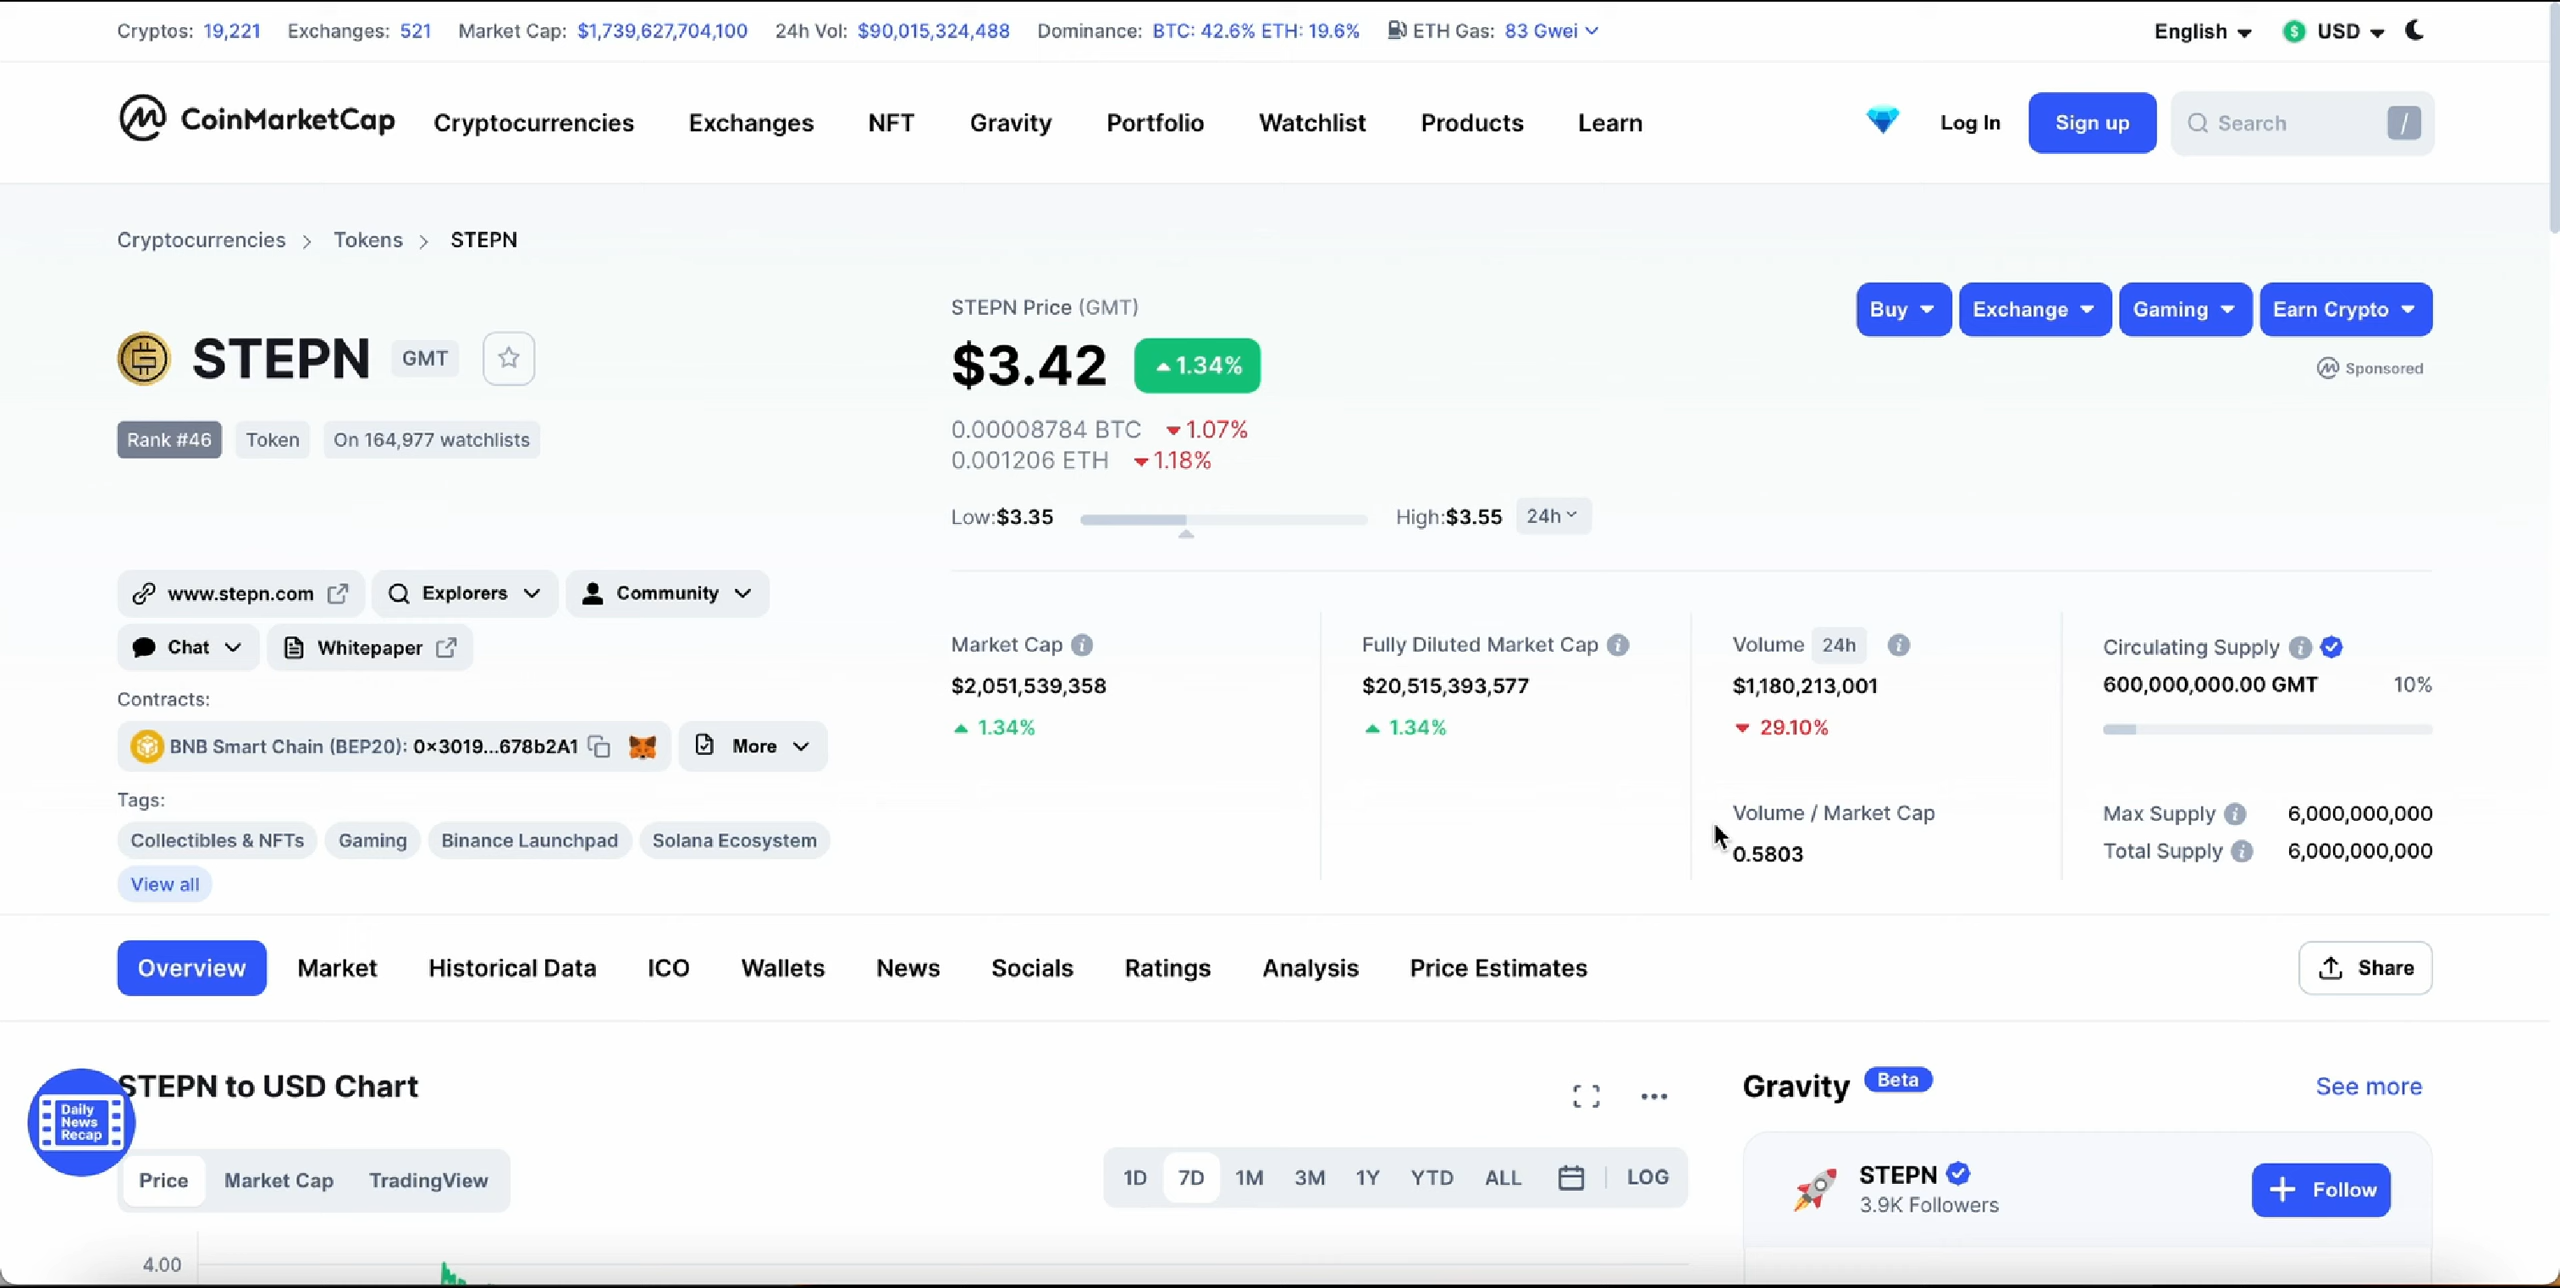 Cryptos: 19,221 Exchanges: 521 Market Cap: $1,739,627,704,100 24h Vol: $90,015,324,488 Dominance: BTC: 42.6% ETH: 19.6% ETH Gas: 83 Gwei English USD
CoinMarketCap Cryptocurrencies Exchanges NFT Gravity Portfolio Watchlist Products Learn Log In Sign up Search /
Cryptocurrencies > Tokens > STEPN
STEPN Price (GMT)
Buy Exchange Gaming Earn Crypto
STEPN GMT
$3.42 1.34%
Sponsored
Rank #46 Token On 164,977 watchlists
0.00008784 BTC 1.07%
0.001206 ETH 1.18%
Low:$3.35 High:$3.55 24h
www.stepn.com Explorers Community
Chat Whitepaper
Contracts:
BNB Smart Chain (BEP20): 0x3019...678b2A1 More
Tags:
Collectibles & NFTs Gaming Binance Launchpad Solana Ecosystem
View all
Market Cap
$2,051,539,358
1.34%
Fully Diluted Market Cap
$20,515,393,577
1.34%
Volume 24h
$1,180,213,001
29.10%
Volume / Market Cap
0.5803
Circulating Supply
600,000,000.00 GMT 10%
Max Supply 6,000,000,000
Total Supply 6,000,000,000
Overview Market Historical Data ICO Wallets News Socials Ratings Analysis Price Estimates Share
STEPN to USD Chart
Daily
News
Recap
Price Market Cap TradingView
1D 7D 1M 3M 1Y YTD ALL LOG
4.00
Gravity Beta See more
STEPN
3.9K Followers
+ Follow